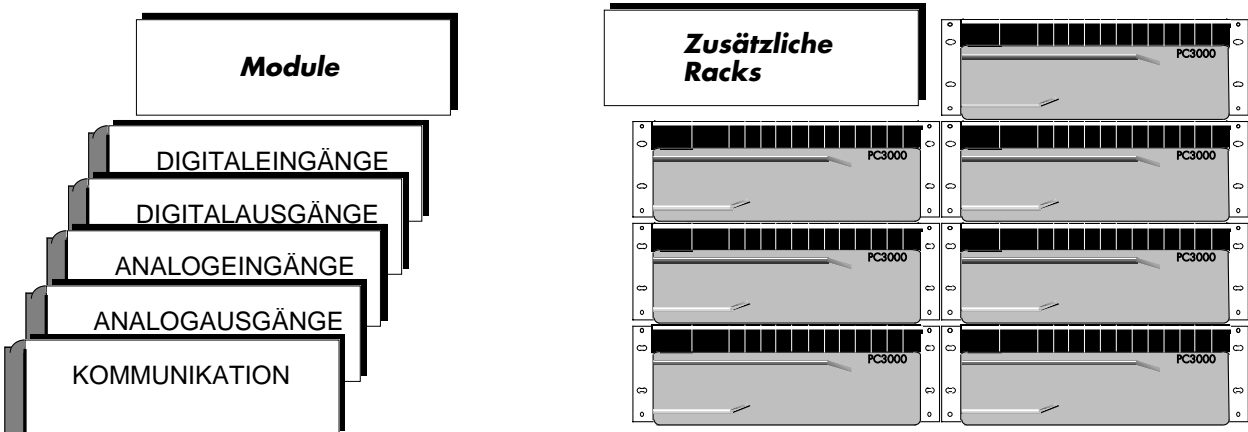 Module
DIGITALEINGÄNGE
DIGITALAUSGÄNGE
ANALOGEINGÄNGE
ANALOGAUSGÄNGE
KOMMUNIKATION
Zusätzliche
Racks
PC3000
PC3000
PC3000
PC3000
PC3000
PC3000
PC3000